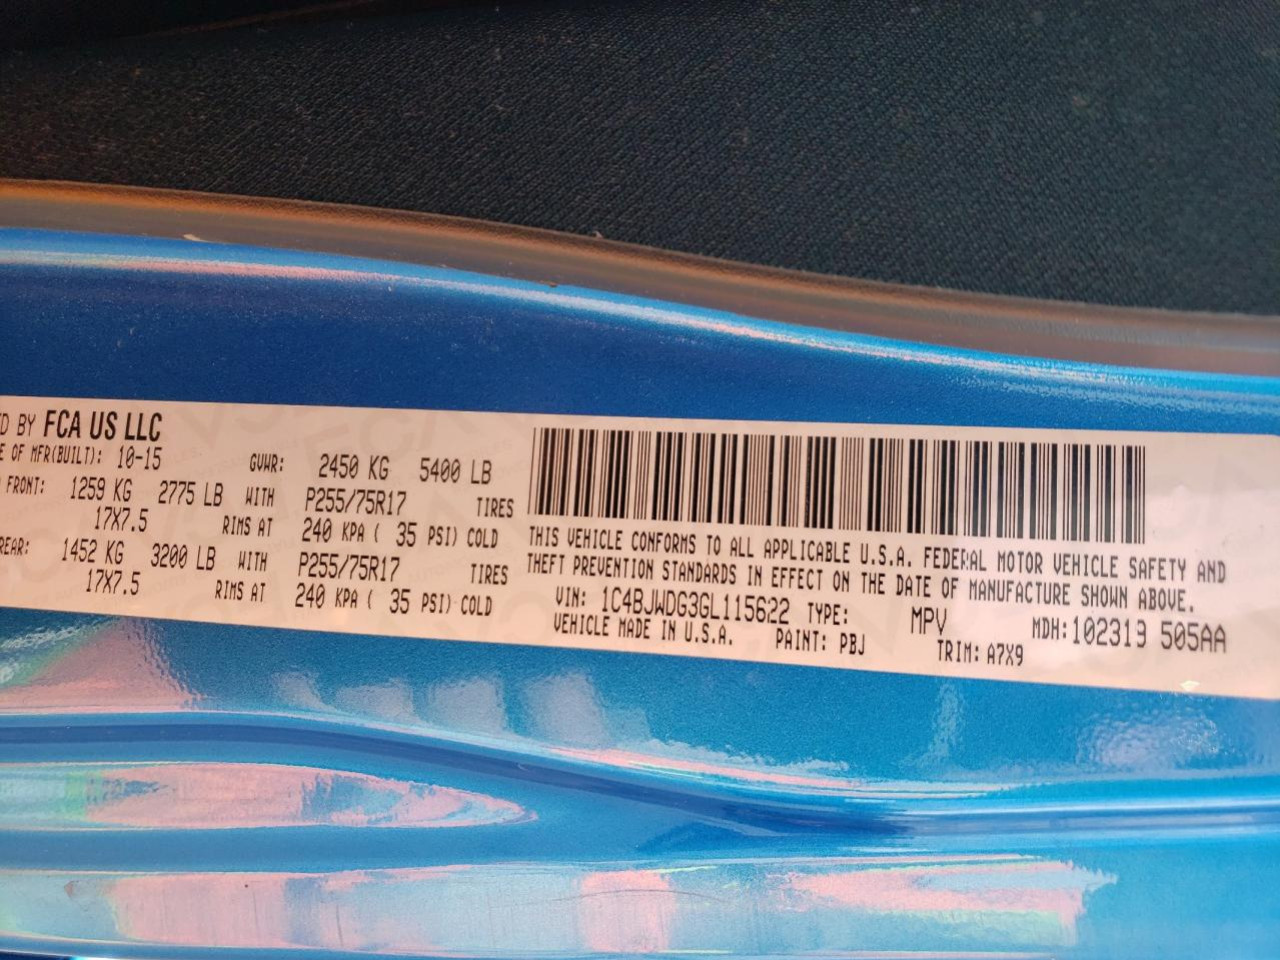 BY FCA US LLC
OF MFR(BUILT): 10-15
GVWR: 2450 KG 5400 LB
FRONT: 1259 KG 2775 LB WITH P255/75R17 TIRES
17X7.5 RIMS AT 240 KPA ( 35 PSI) COLD
REAR: 1452 KG 3200 LB WITH P255/75R17 TIRES
17X7.5 RIMS AT 240 KPA ( 35 PSI) COLD
THIS VEHICLE CONFORMS TO ALL APPLICABLE U.S.A. FEDERAL MOTOR VEHICLE SAFETY AND
THEFT PREVENTION STANDARDS IN EFFECT ON THE DATE OF MANUFACTURE SHOWN ABOVE.
VIN: 1C4BJWDG3GL115622 TYPE: MPV MDH:102319 505AA
VEHICLE MADE IN U.S.A. PAINT: PBJ TRIM: A7X9